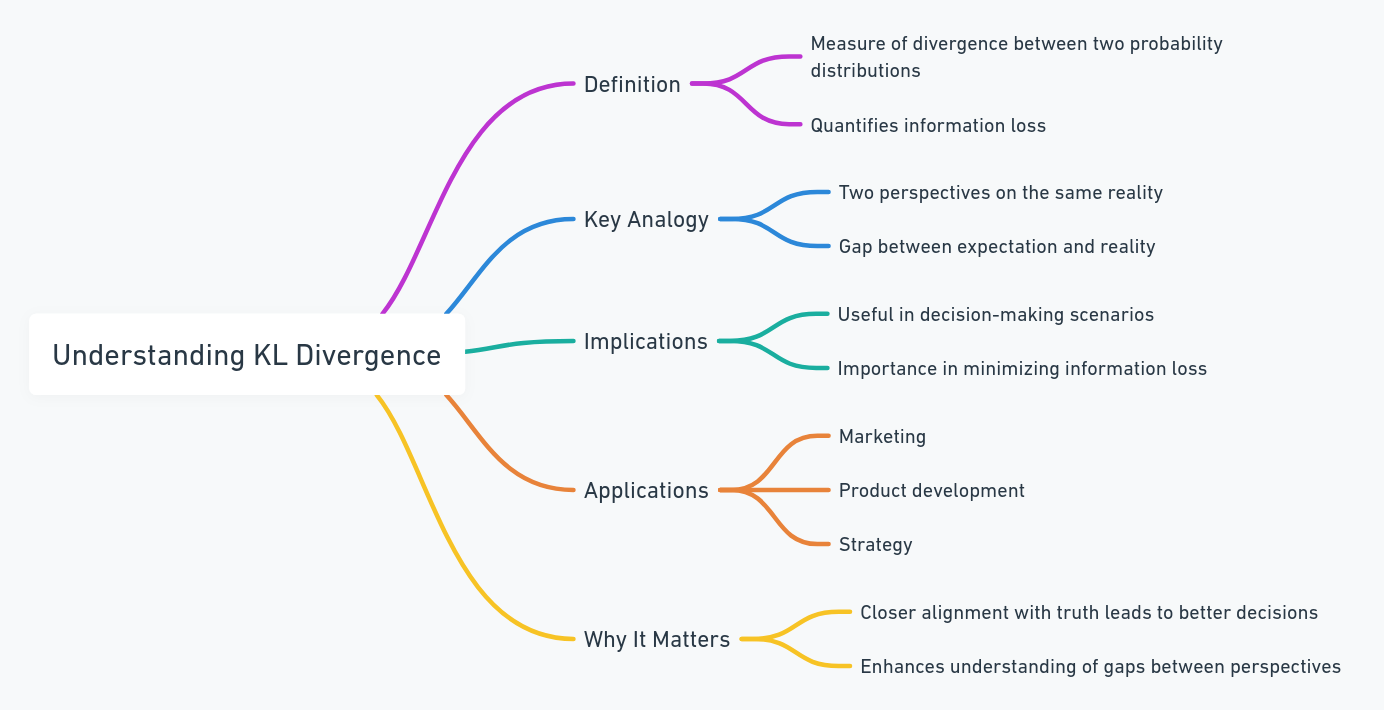 Understanding KL Divergence
Definition
Measure of divergence between two probability
distributions
Quantifies information loss
Key Analogy
Two perspectives on the same reality
Gap between expectation and reality
Implications
Useful in decision-making scenarios
Importance in minimizing information loss
Applications
Marketing
Product development
Strategy
Why It Matters
Closer alignment with truth leads to better decisions
Enhances understanding of gaps between perspectives